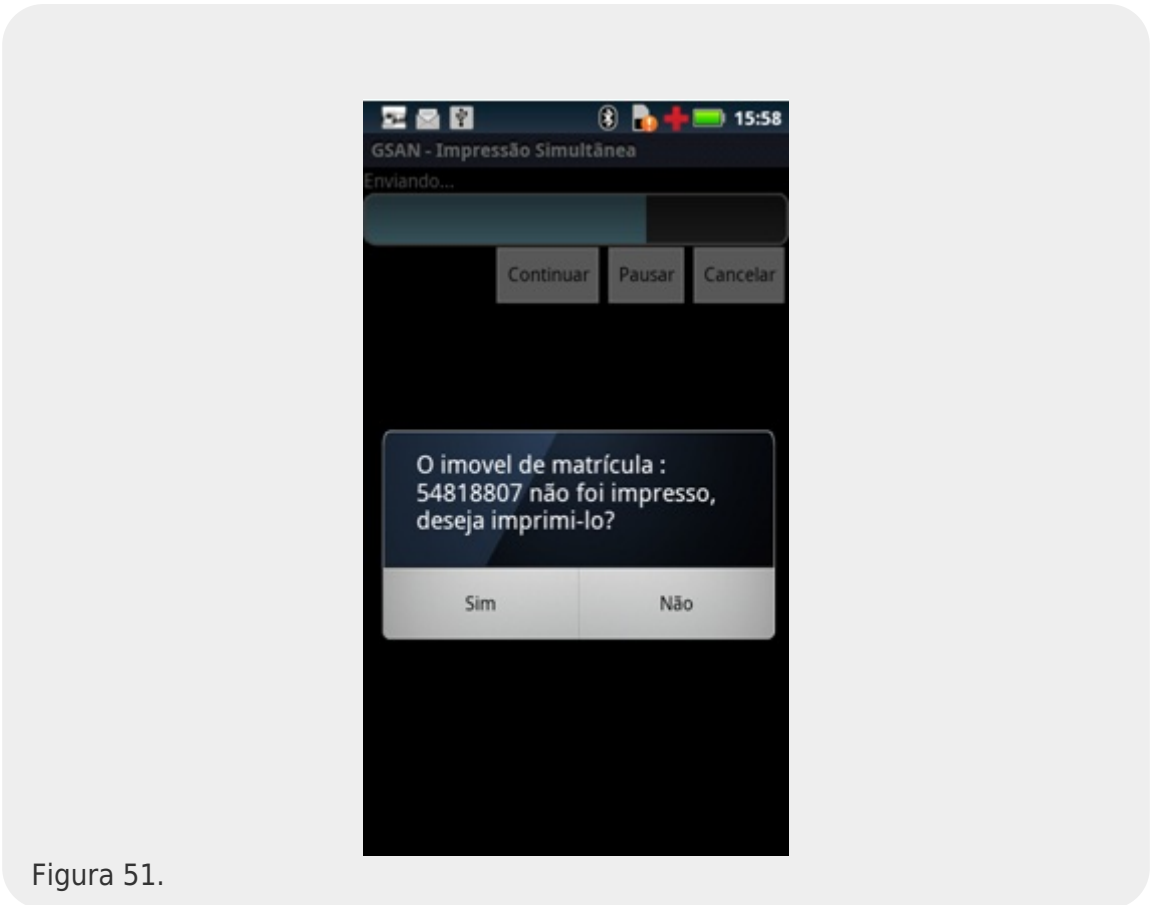 15:58
GSAN - Impressão Simultânea
Enviando...
Continuar Pausar Cancelar
O imovel de matrícula :
54818807 não foi impresso,
deseja imprimi-lo?
Sim Não
Figura 51.